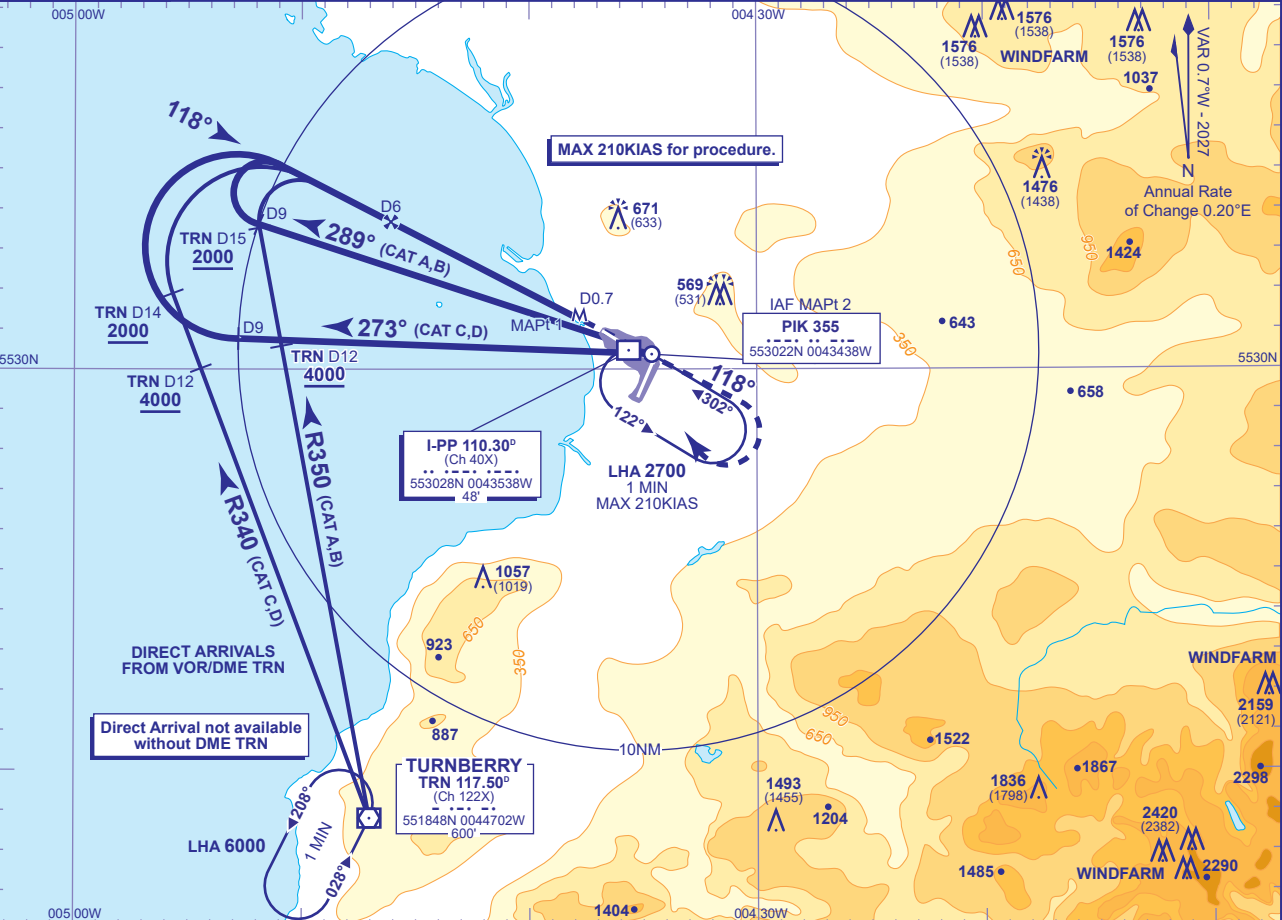 005 00W
004 30W
1576
(1538)
1576
(1538)
1576
(1538)
WINDFARM
1037
VAR 0.7°W - 2027
N
Annual Rate
of Change 0.20°E
118°
MAX 210KIAS for procedure.
1476
(1438)
D6
671
(633)
D9
289° (CAT A,B)
TRN D15
2000
650
950
1424
569
(531)
D0.7
IAF MAPt 2
PIK 355
553022N 0043438W
TRN D14
2000
D9
273° (CAT C,D)
MAPt 1
643
350
5530N
5530N
TRN D12
4000
TRN D12
4000
118°
302°
122°
658
I-PP 110.30ᴰ
(Ch 40X)
553028N 0043538W
48'
LHA 2700
1 MIN
MAX 210KIAS
R350 (CAT A,B)
R340 (CAT C,D)
1057
(1019)
650
923
350
DIRECT ARRIVALS
FROM VOR/DME TRN
WINDFARM
2159
(2121)
Direct Arrival not available
without DME TRN
887
950
650
1522
10NM
TURNBERRY
TRN 117.50ᴰ
(Ch 122X)
551848N 0044702W
600'
1493
(1455)
1204
1836
(1798)
1867
2298
208°
1 MIN
028°
LHA 6000
2420
(2382)
WINDFARM
2290
1485
1404
005 00W
004 30W